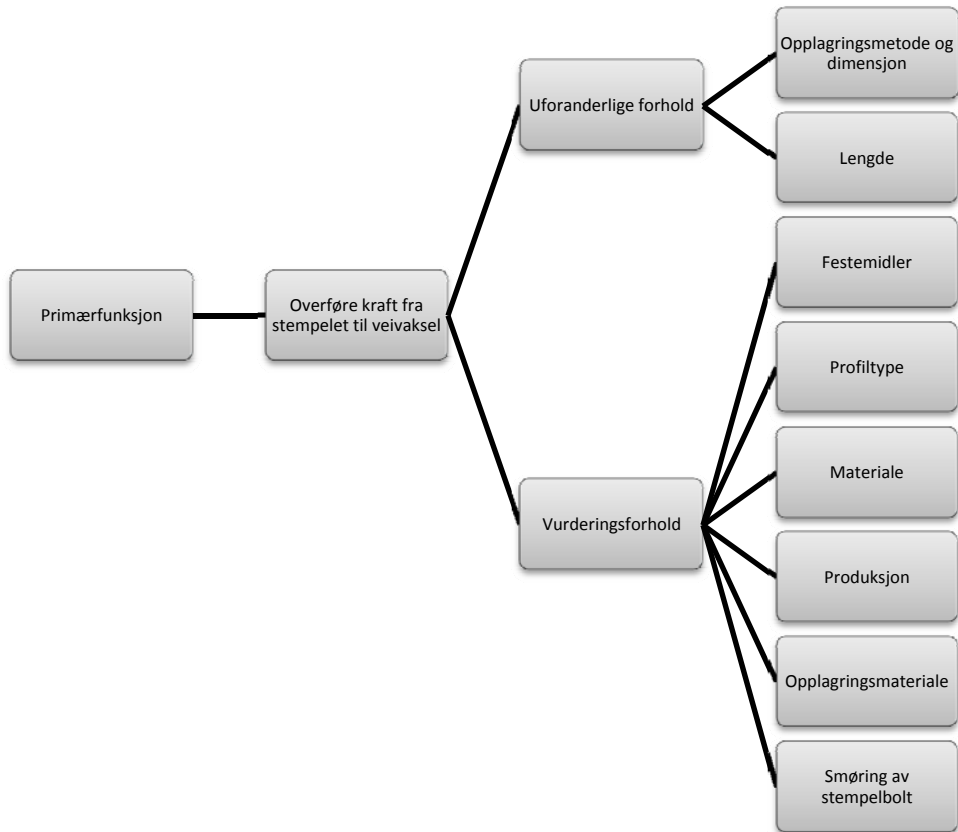 Primærfunksjon
Overføre kraft fra
stempelet til veivaksel
Uforanderlige forhold
Opplagringsmetode og
dimensjon
Lengde
Vurderingsforhold
Festemidler
Profiltype
Materiale
Produksjon
Opplagringsmateriale
Smøring av
stempelbolt